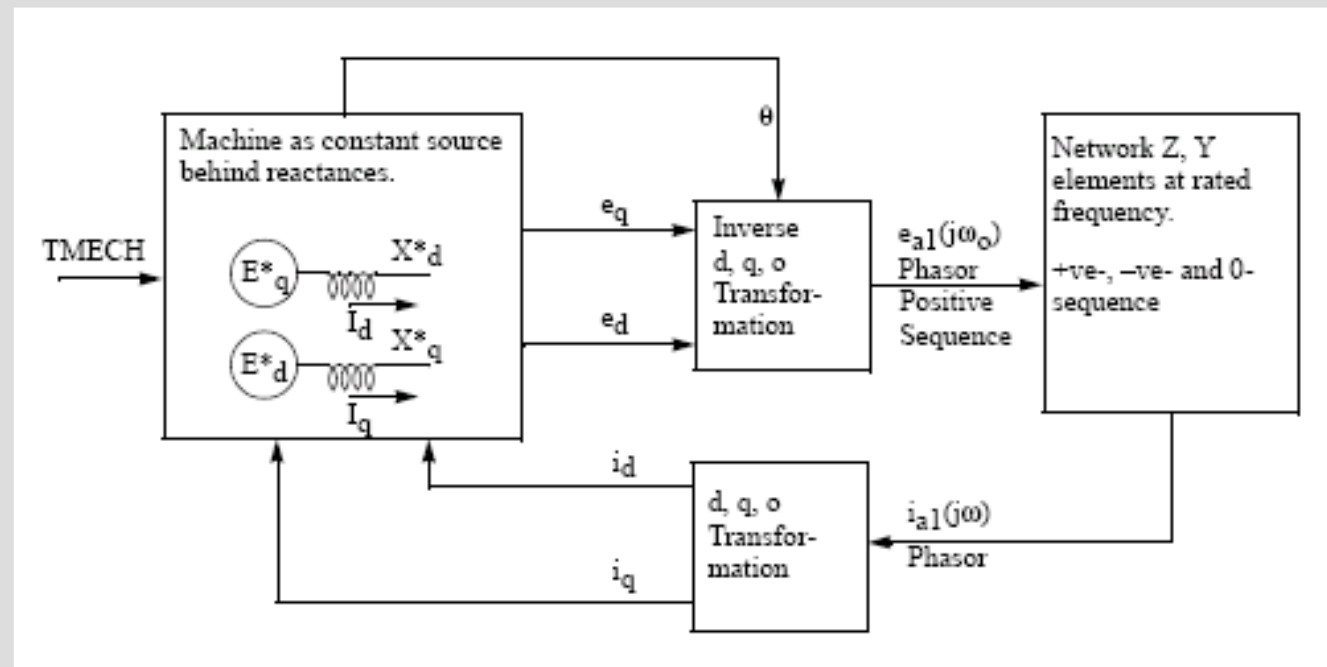 Machine as constant source
behind reactances.
TMECH
E*q
X*d
Id
E*d
X*q
Iq
θ
eq
ed
Inverse
d, q, o
Transfor-
mation
ea1(jωo)
Phasor
Positive
Sequence
Network Z, Y
elements at rated
frequency.
+ve-, –ve- and 0-
sequence
id
iq
d, q, o
Transfor-
mation
ia1(jω)
Phasor